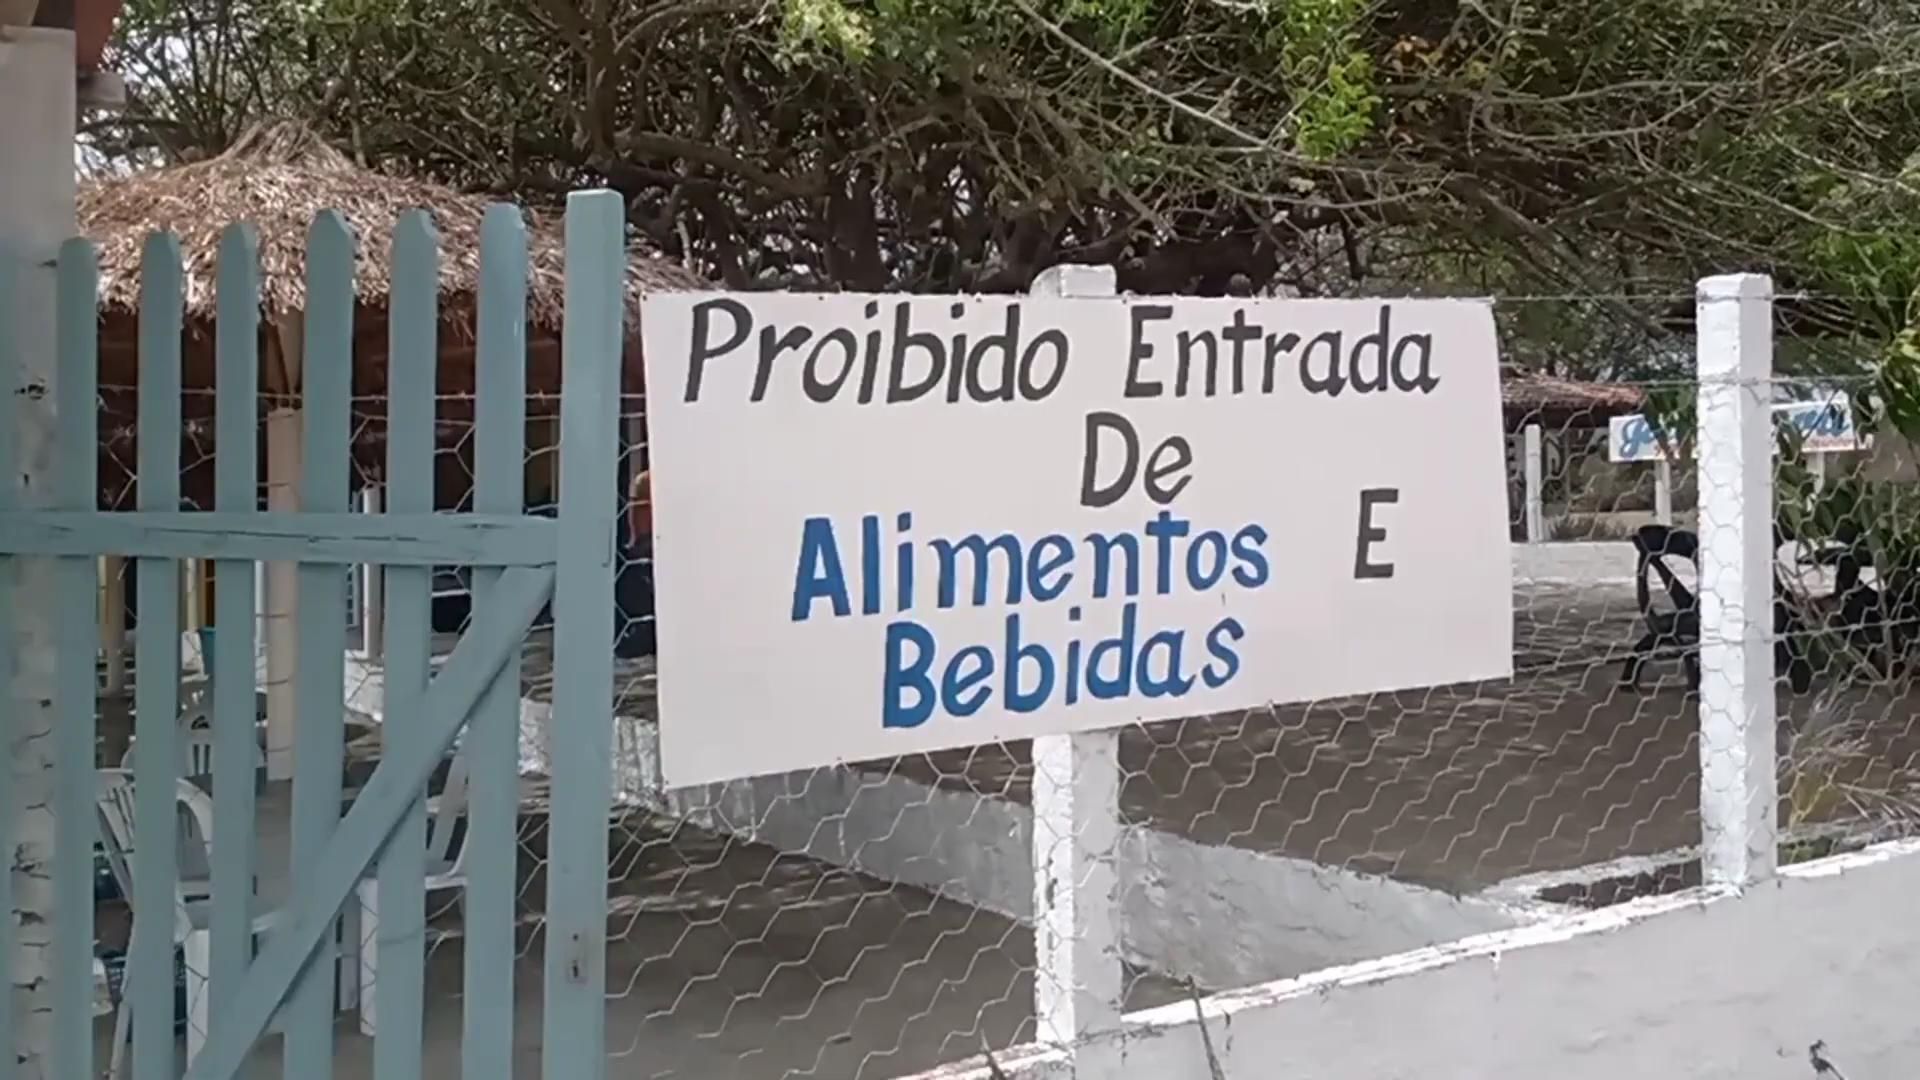 Proibido Entrada
De
Alimentos E
Bebidas